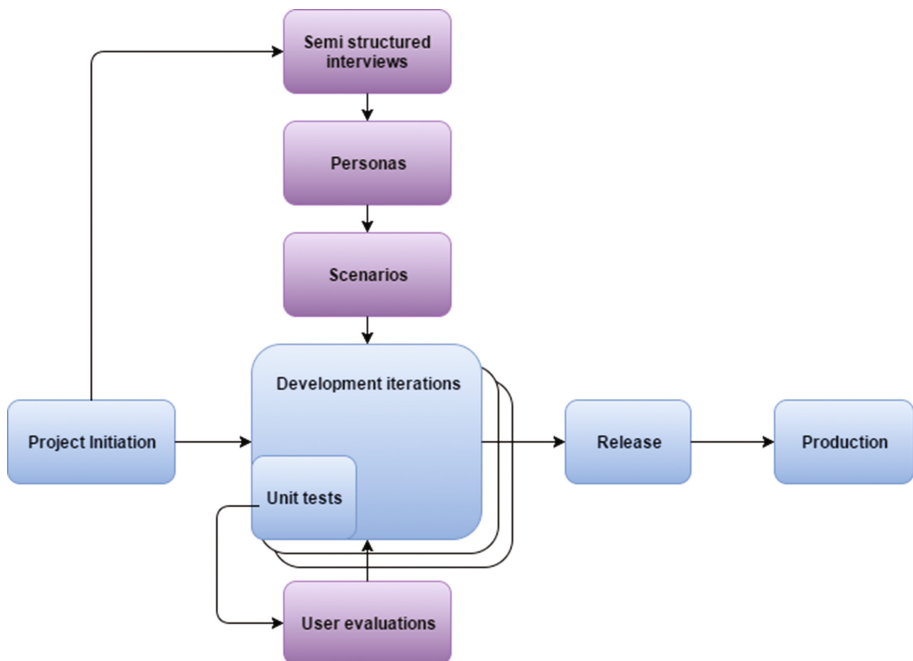 Semi structured
interviews
Personas
Scenarios
Development iterations
Project Initiation
Release
Production
Unit tests
User evaluations